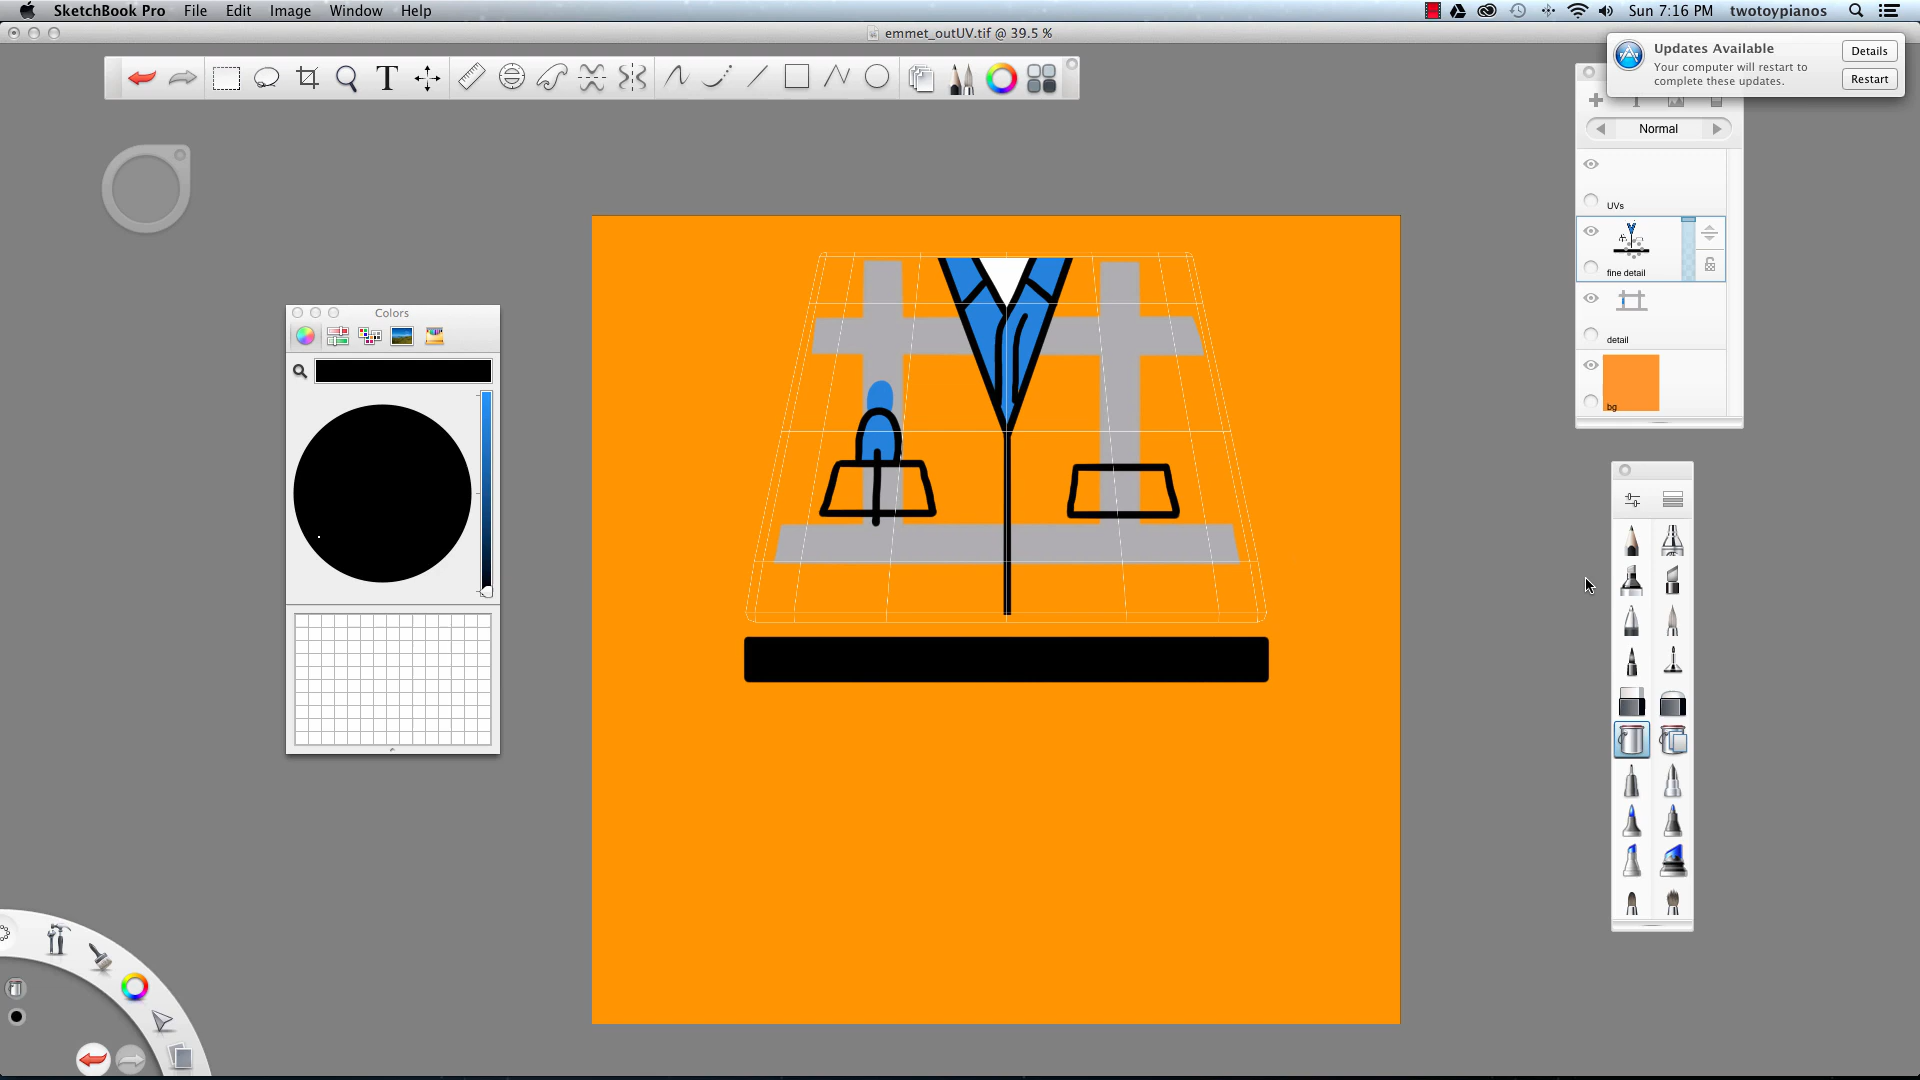 SketchBook Pro File Edit Image Window Help
Sun 7:16 PM twotoypianos
emmet_outUV.tif @ 39.5 %
Updates Available
Your computer will restart to
complete these updates.
Details
Restart
T
Normal
UVs
fine detail
detail
bg
Colors